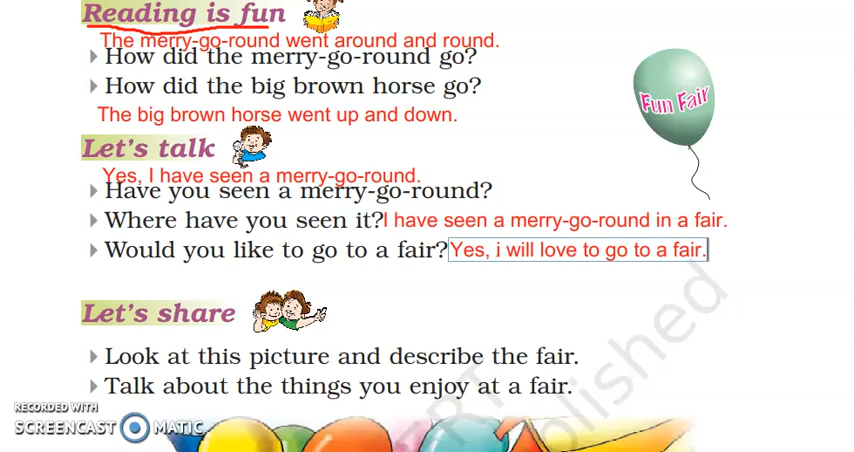 Reading is fun
The merry-go-round went around and round.
How did the merry-go-round go?
How did the big brown horse go?
The big brown horse went up and down.
Fun Fair
Let's talk
Yes, I have seen a merry-go-round.
Have you seen a merry-go-round?
Where have you seen it? I have seen a merry-go-round in a fair.
Would you like to go to a fair? Yes, i will love to go to a fair.
Let's share
Look at this picture and describe the fair.
Talk about the things you enjoy at a fair.
RECORDED WITH
SCREENCAST MATIC